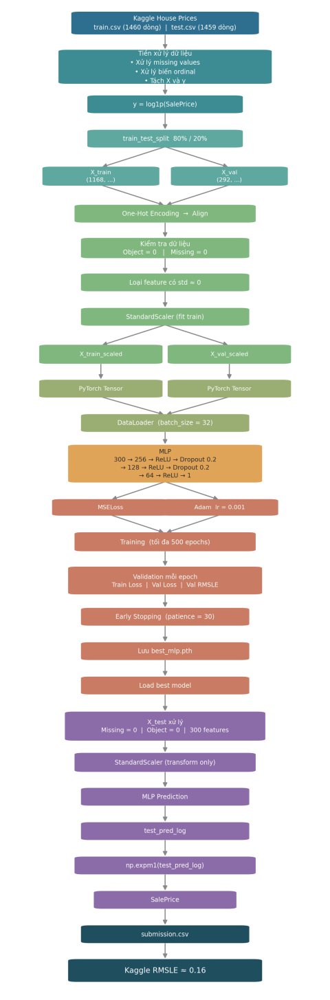 Kaggle House Prices
train.csv (1460 dòng) | test.csv (1459 dòng)
Tiền xử lý dữ liệu
• Xử lý missing values
• Xử lý biến ordinal
• Tách X và y
y = log1p(SalePrice)
train_test_split 80% / 20%
X_train
(1168, ...)
X_val
(292, ...)
One-Hot Encoding → Align
Kiểm tra dữ liệu
Object = 0 | Missing = 0
Loại feature có std ≈ 0
StandardScaler (fit train)
X_train_scaled
X_val_scaled
PyTorch Tensor
PyTorch Tensor
DataLoader (batch_size = 32)
MLP
300 → 256 → ReLU → Dropout 0.2
→ 128 → ReLU → Dropout 0.2
→ 64 → ReLU → 1
MSELoss
Adam lr = 0.001
Training (tối đa 500 epochs)
Validation mỗi epoch
Train Loss | Val Loss | Val RMSLE
Early Stopping (patience = 30)
Lưu best_mlp.pth
Load best model
X_test xử lý
Missing = 0 | Object = 0 | 300 features
StandardScaler (transform only)
MLP Prediction
test_pred_log
np.expm1(test_pred_log)
SalePrice
submission.csv
Kaggle RMSLE ≈ 0.16